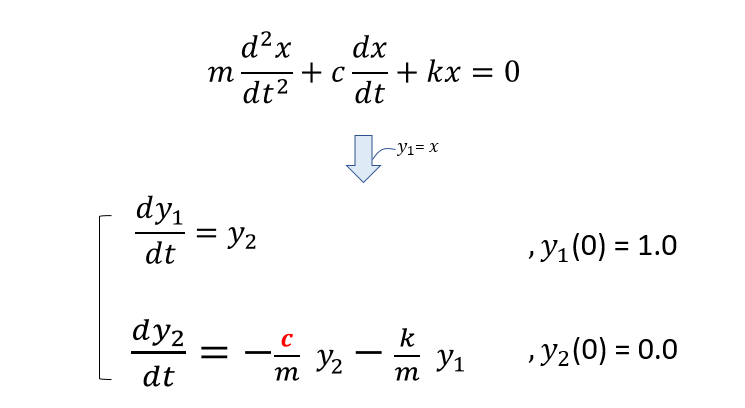 m d²x/dt² + c dx/dt + kx = 0
y₁= x
dy₁/dt = y₂ , y₁(0) = 1.0
dy₂/dt = − c/m y₂ − k/m y₁ , y₂(0) = 0.0